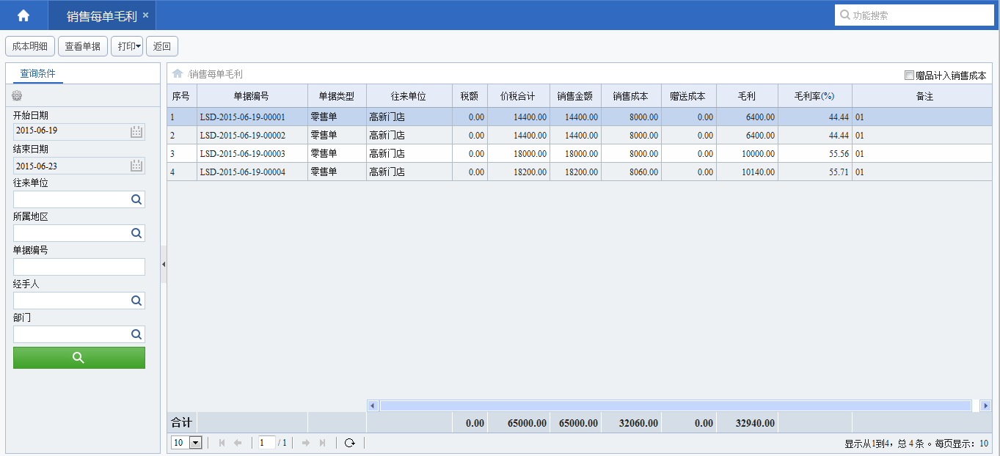 销售每单毛利 ×
功能搜索
成本明细 查看单据 打印 返回
查询条件
开始日期
2015-06-19
结束日期
2015-06-23
往来单位
所属地区
单据编号
经手人
部门
/销售每单毛利
赠品计入销售成本
序号 单据编号 单据类型 往来单位 税额 价税合计 销售金额 销售成本 赠送成本 毛利 毛利率(%) 备注
1 LSD-2015-06-19-00001 零售单 高新门店 0.00 14400.00 14400.00 8000.00 0.00 6400.00 44.44 01
2 LSD-2015-06-19-00002 零售单 高新门店 0.00 14400.00 14400.00 8000.00 0.00 6400.00 44.44 01
3 LSD-2015-06-19-00003 零售单 高新门店 0.00 18000.00 18000.00 8000.00 0.00 10000.00 55.56 01
4 LSD-2015-06-19-00004 零售单 高新门店 0.00 18200.00 18200.00 8060.00 0.00 10140.00 55.71 01
合计 0.00 65000.00 65000.00 32060.00 0.00 32940.00
10 1 / 1 显示从1到4，总 4 条 。每页显示：10